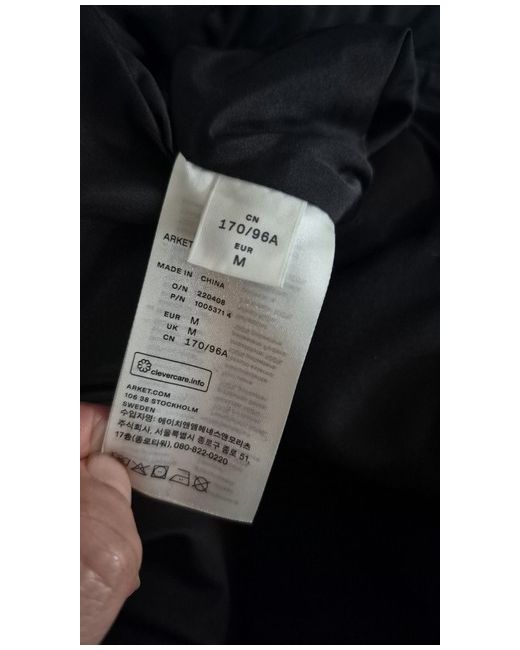 CN
170/96A
EUR
M
ARKET
MADE IN CHINA
O/N 220408
P/N 1005371 4
EUR M
UK M
CN 170/96A
clevercare.info
ARKET.COM
106 38 STOCKHOLM
SWEDEN
수입자명: 에이치앤엠헤네스앤모리츠
주식회사, 서울특별시 종로구 종로 51,
17층(종로타워), 080-822-0220